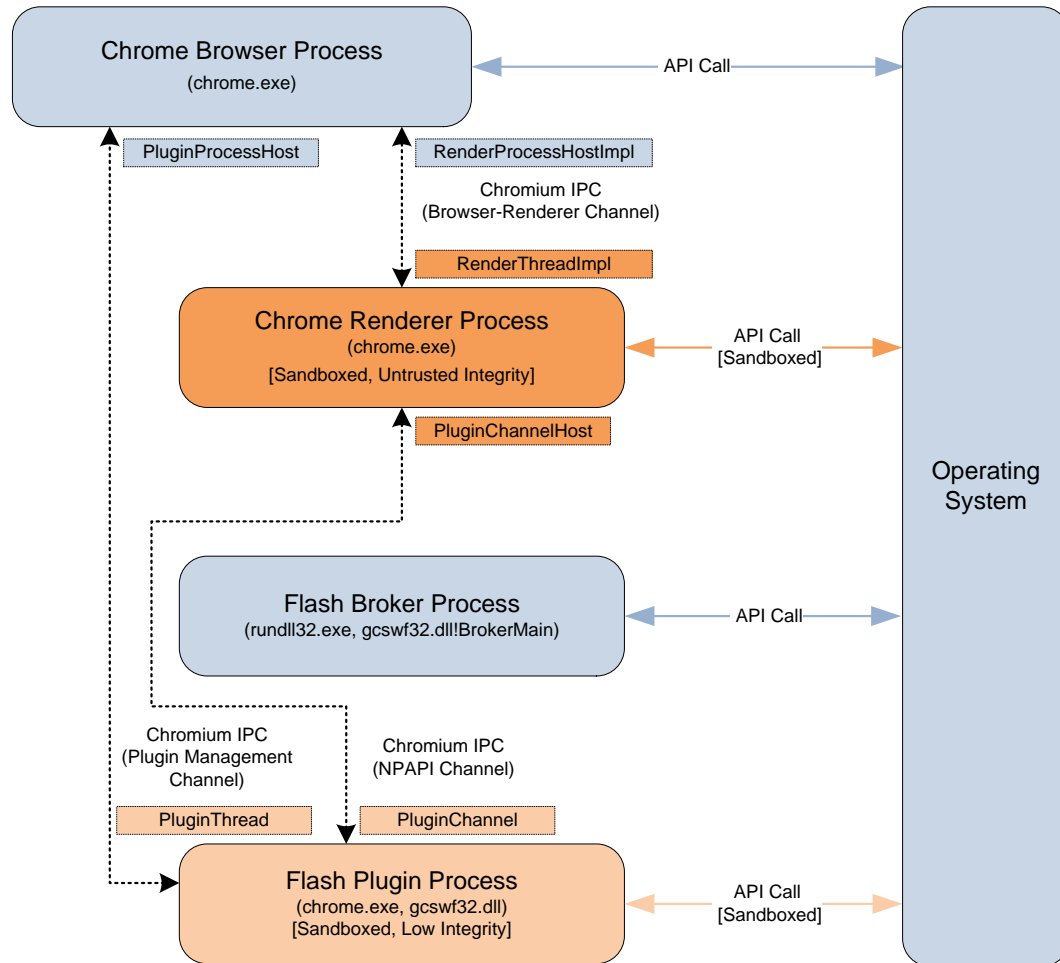 Chrome Browser Process
(chrome.exe)
API Call
PluginProcessHost
RenderProcessHostImpl
Chromium IPC
(Browser-Renderer Channel)
RenderThreadImpl
Chrome Renderer Process
(chrome.exe)
[Sandboxed, Untrusted Integrity]
API Call
[Sandboxed]
PluginChannelHost
Operating
System
Flash Broker Process
(rundll32.exe, gcswf32.dll!BrokerMain)
API Call
Chromium IPC
(Plugin Management
Channel)
Chromium IPC
(NPAPI Channel)
PluginThread
PluginChannel
Flash Plugin Process
(chrome.exe, gcswf32.dll)
[Sandboxed, Low Integrity]
API Call
[Sandboxed]